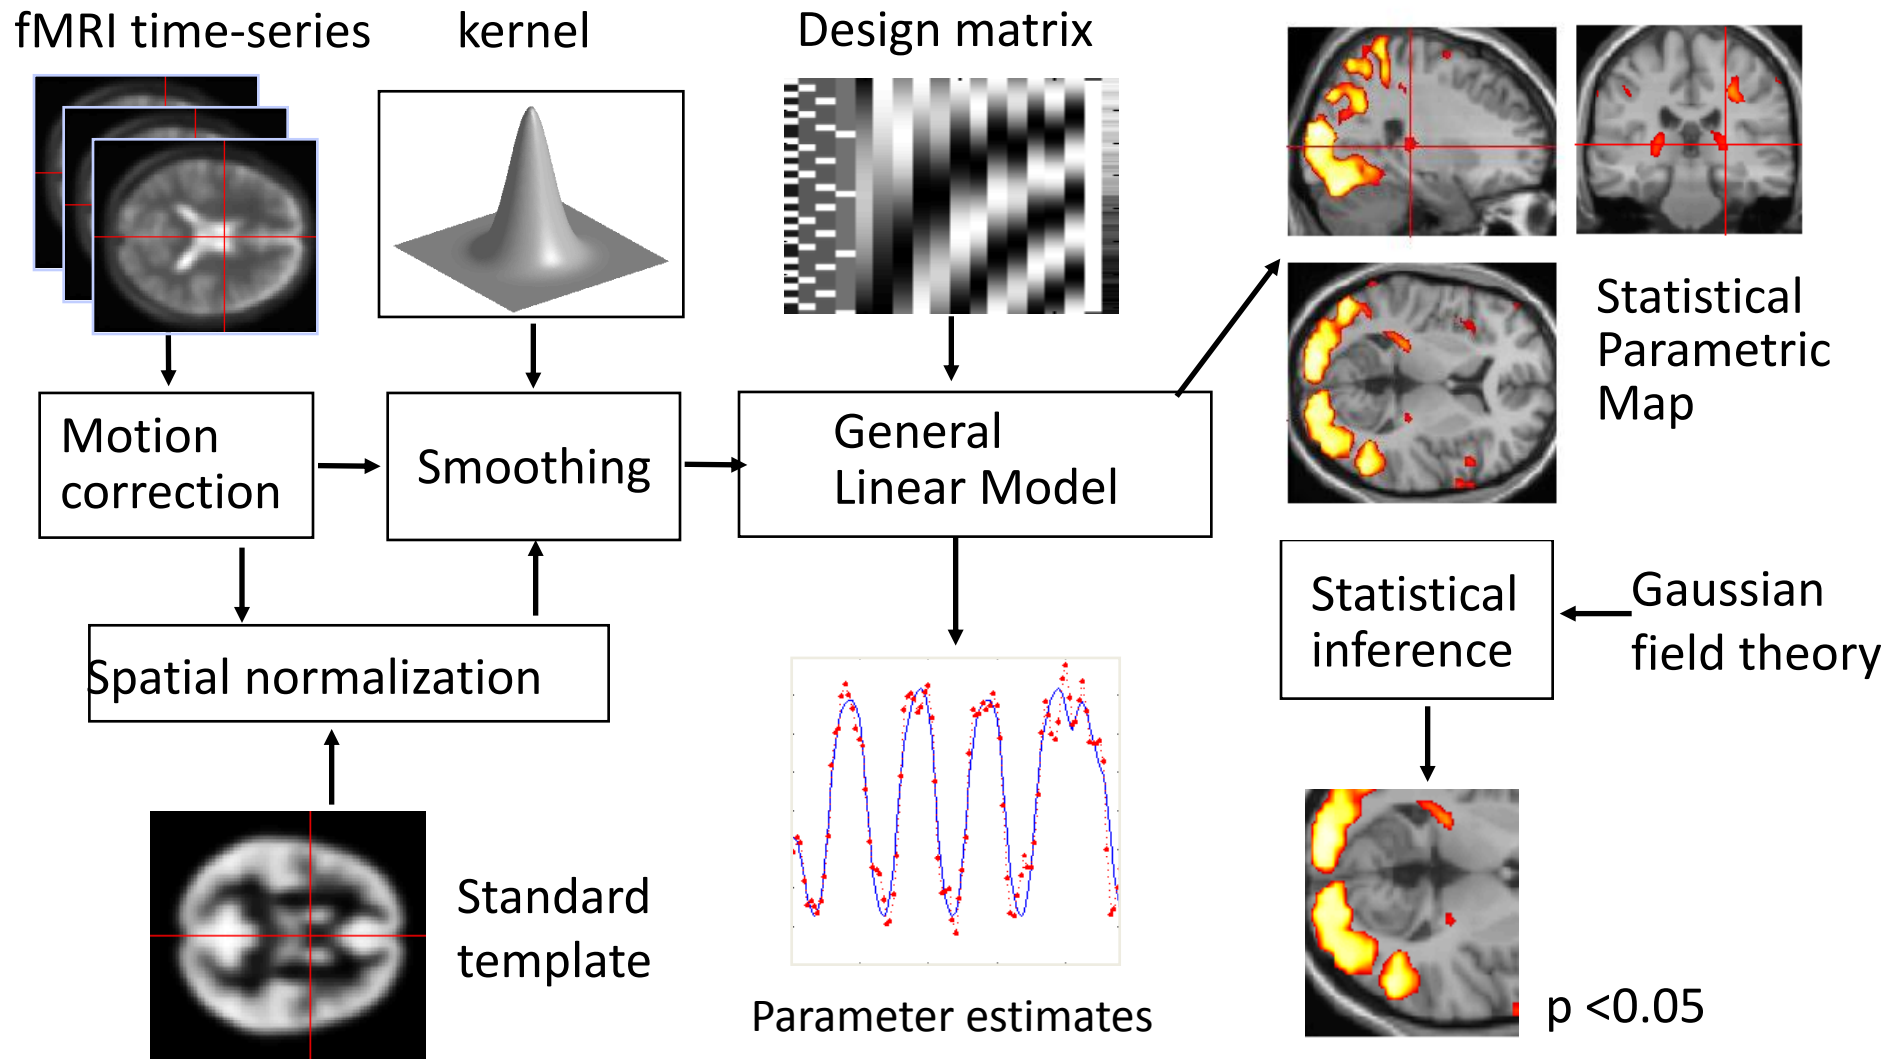 fMRI time-series
kernel
Design matrix
Statistical
Parametric
Map
Motion
correction
Smoothing
General
Linear Model
Spatial normalization
Statistical
inference
Gaussian
field theory
Standard
template
Parameter estimates
p <0.05